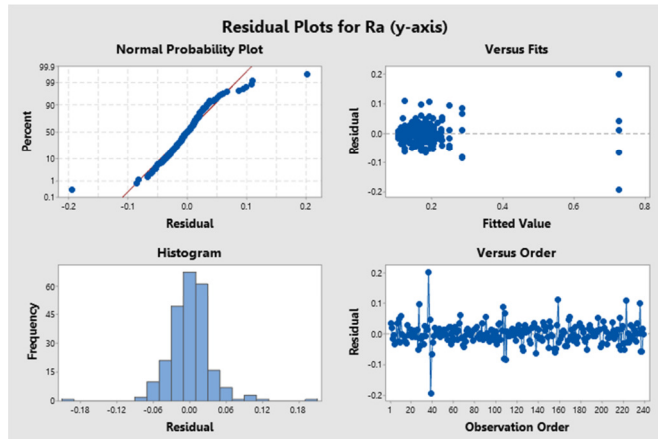 Residual Plots for Ra (y-axis)
Normal Probability Plot
Versus Fits
99.9
99
90
50
10
1
0.1
Percent
-0.2
-0.1
0.0
0.1
0.2
Residual
0.2
0.1
0.0
-0.1
-0.2
Residual
0.2
0.4
0.6
0.8
Fitted Value
Histogram
Versus Order
60
45
30
15
0
Frequency
-0.18
-0.12
-0.06
0.00
0.06
0.12
0.18
Residual
0.2
0.1
0.0
-0.1
-0.2
Residual
1 20 40 60 80 100 120 140 160 180 200 220 240
Observation Order